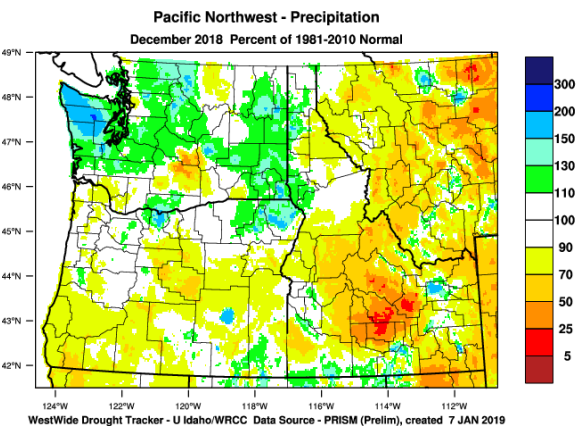 Pacific Northwest - Precipitation
December 2018 Percent of 1981-2010 Normal
49°N
48°N
47°N
46°N
45°N
44°N
43°N
42°N
124°W 122°W 120°W 118°W 116°W 114°W 112°W
300
200
150
130
110
100
90
70
50
25
5
WestWide Drought Tracker - U Idaho/WRCC Data Source - PRISM (Prelim), created 7 JAN 2019